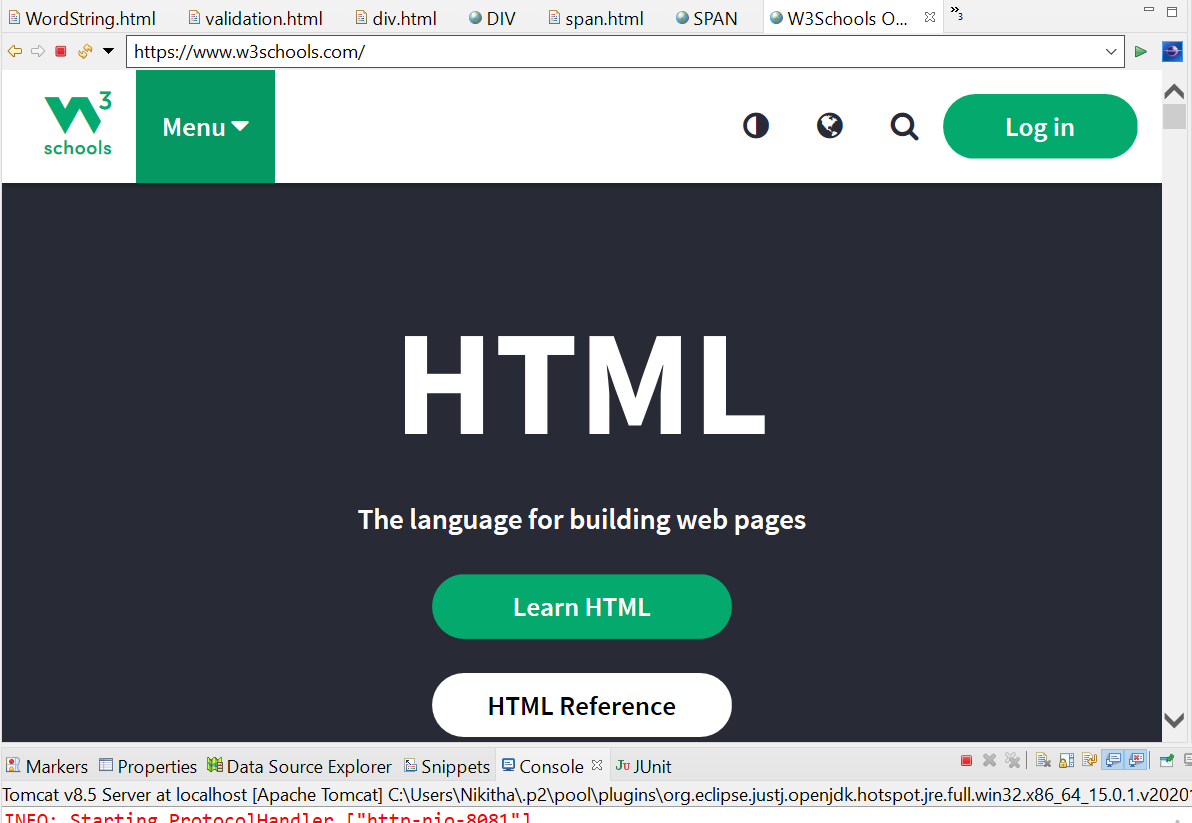 WordString.html validation.html div.html DIV span.html SPAN W3Schools O... »3
https://www.w3schools.com/
W3 schools Menu Log in
HTML
The language for building web pages
Learn HTML
HTML Reference
Markers Properties Data Source Explorer Snippets Console Ju JUnit
Tomcat v8.5 Server at localhost [Apache Tomcat] C:\Users\Nikitha\.p2\pool\plugins\org.eclipse.justj.openjdk.hotspot.jre.full.win32.x86_64_15.0.1.v2020
INFO: Starting ProtocolHandler ["http-nio-8081"]